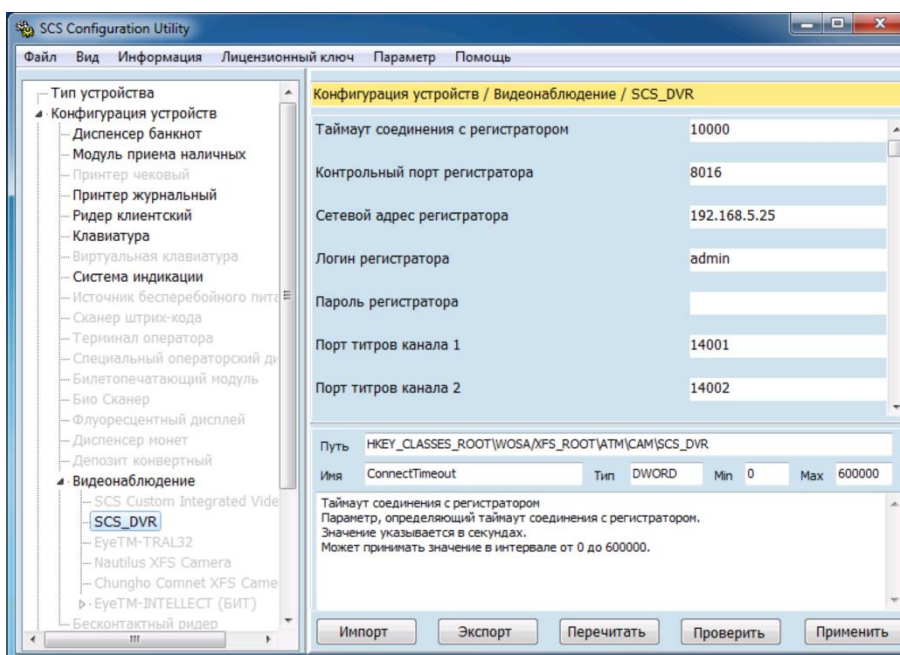 SCS Configuration Utility
Файл Вид Информация Лицензионный ключ Параметр Помощь
Тип устройства
Конфигурация устройств
Диспенсер банкнот
Модуль приема наличных
Принтер чековый
Принтер журнальный
Ридер клиентский
Клавиатура
Виртуальная клавиатура
Система индикации
Источник бесперебойного пита
Сканер штрих-кода
Терминал оператора
Специальный операторский ди
Билетопечатающий модуль
Био Сканер
Флуоресцентный дисплей
Диспенсер монет
Депозит конвертный
Видеонаблюдение
SCS Custom Integrated Vide
SCS_DVR
EyeTM-TRAL32
Nautilus XFS Camera
Chungho Comnet XFS Came
EyeTM-INTELLECT (БИТ)
Бесконтактный ридер
Конфигурация устройств / Видеонаблюдение / SCS_DVR
Таймаут соединения с регистратором 10000
Контрольный порт регистратора 8016
Сетевой адрес регистратора 192.168.5.25
Логин регистратора admin
Пароль регистратора
Порт титров канала 1 14001
Порт титров канала 2 14002
Путь HKEY_CLASSES_ROOT\WOSA/XFS_ROOT\ATM\CAM\SCS_DVR
Имя ConnectTimeout Тип DWORD Min 0 Max 600000
Таймаут соединения с регистратором
Параметр, определяющий таймаут соединения с регистратором.
Значение указывается в секундах.
Может принимать значение в интервале от 0 до 600000.
Импорт Экспорт Перечитать Проверить Применить